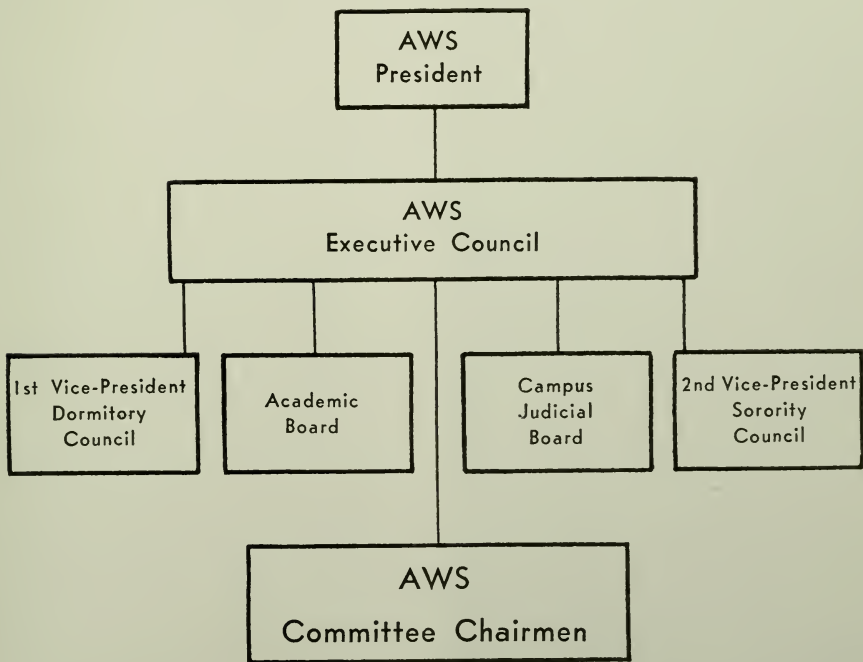 AWS
President
AWS
Executive Council
1st Vice-President
Dormitory
Council
Academic
Board
Campus
Judicial
Board
2nd Vice-President
Sorority
Council
AWS
Committee Chairmen